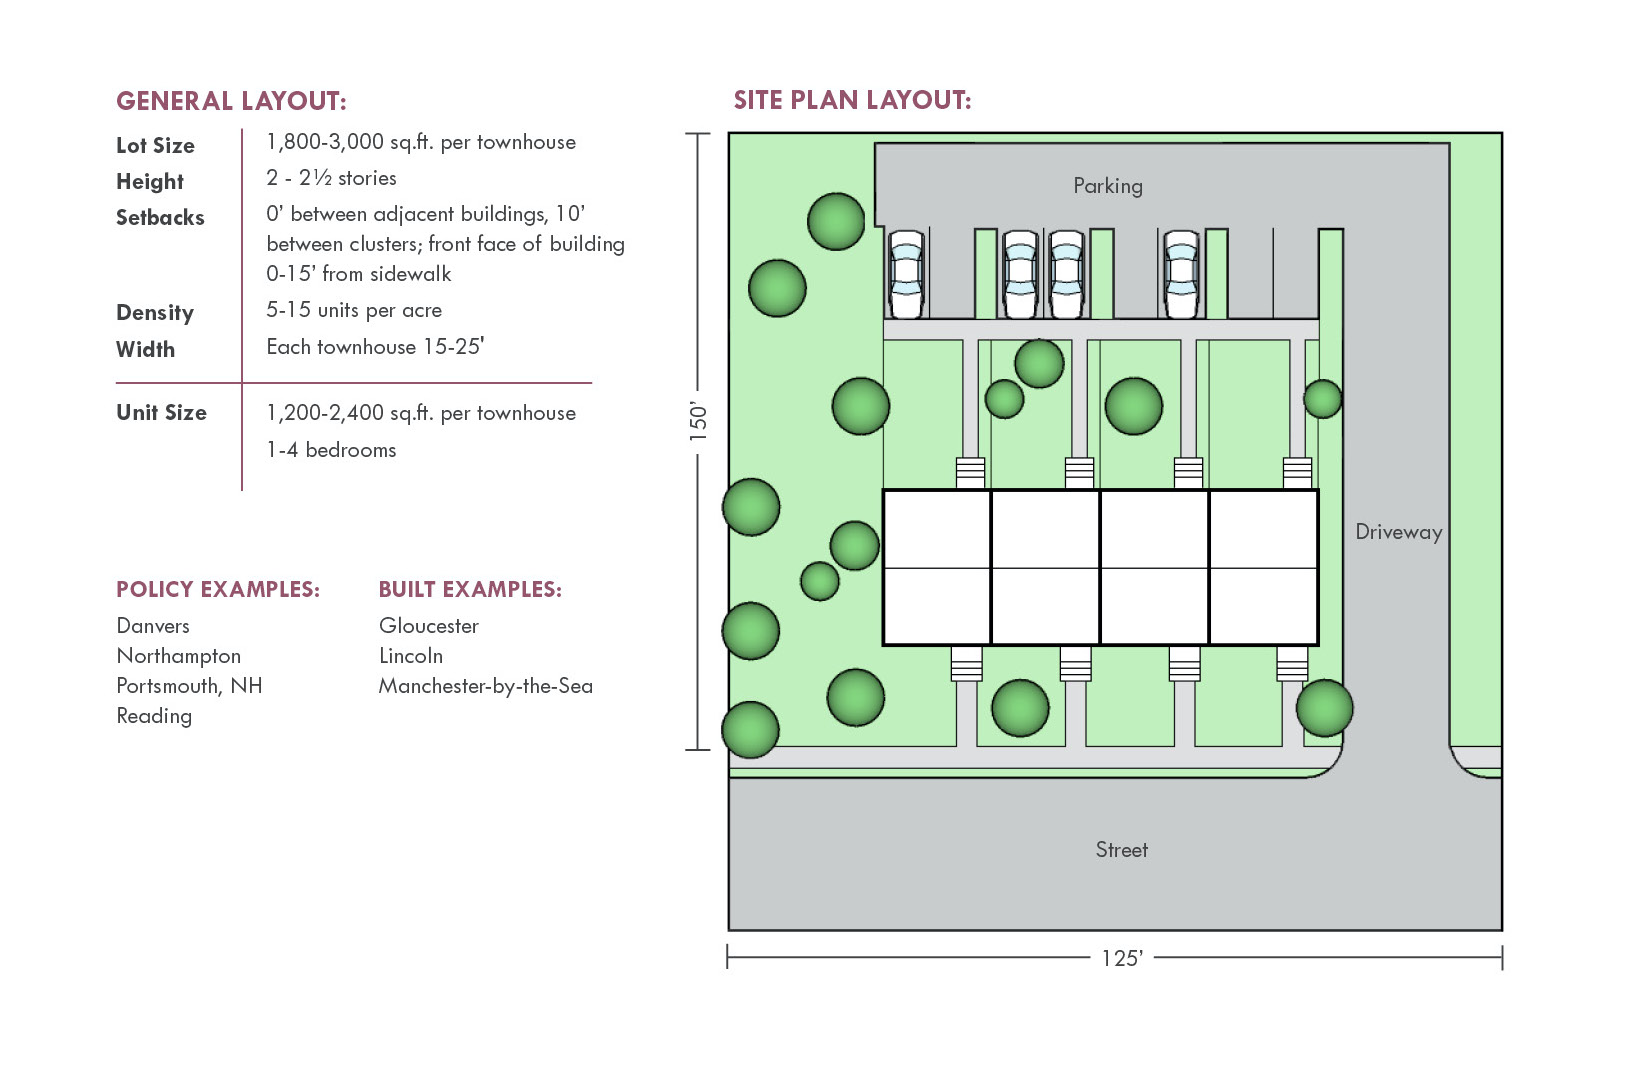 GENERAL LAYOUT:
Lot Size 1,800-3,000 sq.ft. per townhouse
Height 2 - 2½ stories
Setbacks 0’ between adjacent buildings, 10’
between clusters; front face of building
0-15’ from sidewalk
Density 5-15 units per acre
Width Each townhouse 15-25'
Unit Size 1,200-2,400 sq.ft. per townhouse
1-4 bedrooms
POLICY EXAMPLES:
Danvers
Northampton
Portsmouth, NH
Reading
BUILT EXAMPLES:
Gloucester
Lincoln
Manchester-by-the-Sea
SITE PLAN LAYOUT:
Parking
150’
Driveway
Street
125’